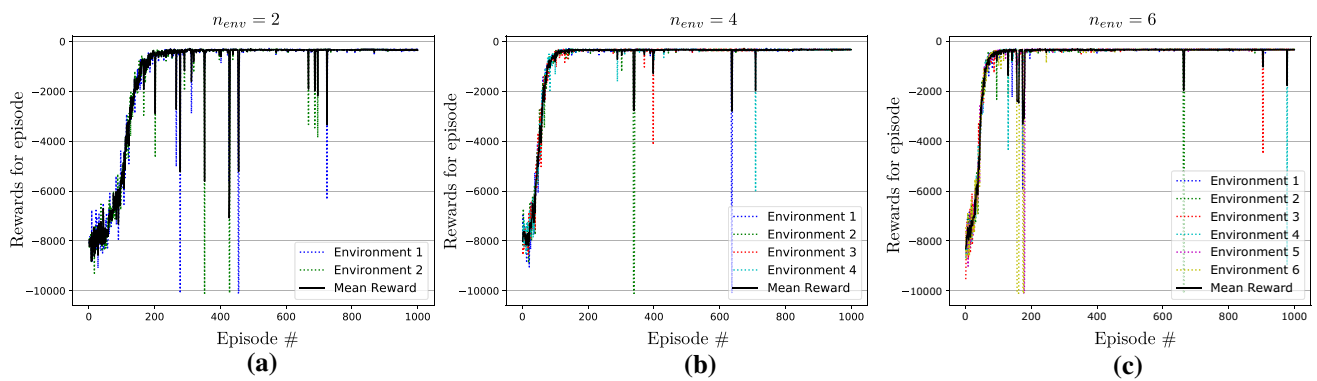 n_env = 2
0
−2000
−4000
−6000
−8000
−10000
Rewards for episode
0
200
400
600
800
1000
Episode #
Environment 1
Environment 2
Mean Reward
(a)
n_env = 4
0
−2000
−4000
−6000
−8000
−10000
Rewards for episode
0
200
400
600
800
1000
Episode #
Environment 1
Environment 2
Environment 3
Environment 4
Mean Reward
(b)
n_env = 6
0
−2000
−4000
−6000
−8000
−10000
Rewards for episode
0
200
400
600
800
1000
Episode #
Environment 1
Environment 2
Environment 3
Environment 4
Environment 5
Environment 6
Mean Reward
(c)